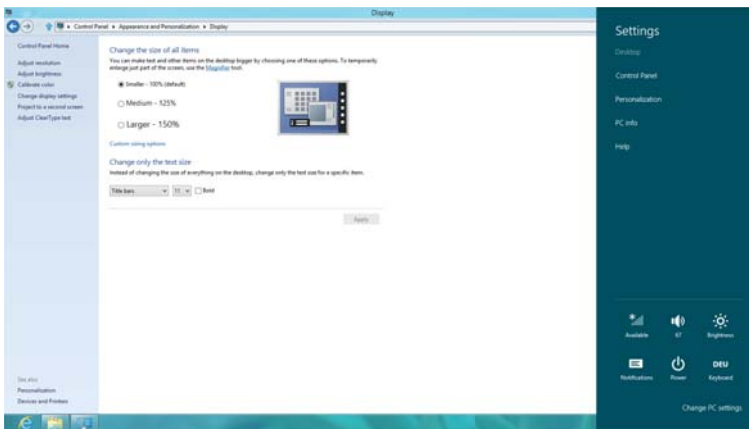 Display
Control Panel ▸ Appearance and Personalization ▸ Display
Control Panel Home
Adjust resolution
Adjust brightness
Calibrate color
Change display settings
Project to a second screen
Adjust ClearType text
Change the size of all items
You can make text and other items on the desktop bigger by choosing one of these options. To temporarily
enlarge just part of the screen, use the Magnifier tool.
Smaller - 100% (default)
Medium - 125%
Larger - 150%
Custom sizing options
Change only the text size
Instead of changing the size of everything on the desktop, change only the text size for a specific item.
Title bars 11 Bold
Apply
See also
Personalization
Devices and Printers
Settings
Desktop
Control Panel
Personalization
PC info
Help
Available 67 Brightness
DEU
Notifications Power Keyboard
Change PC settings